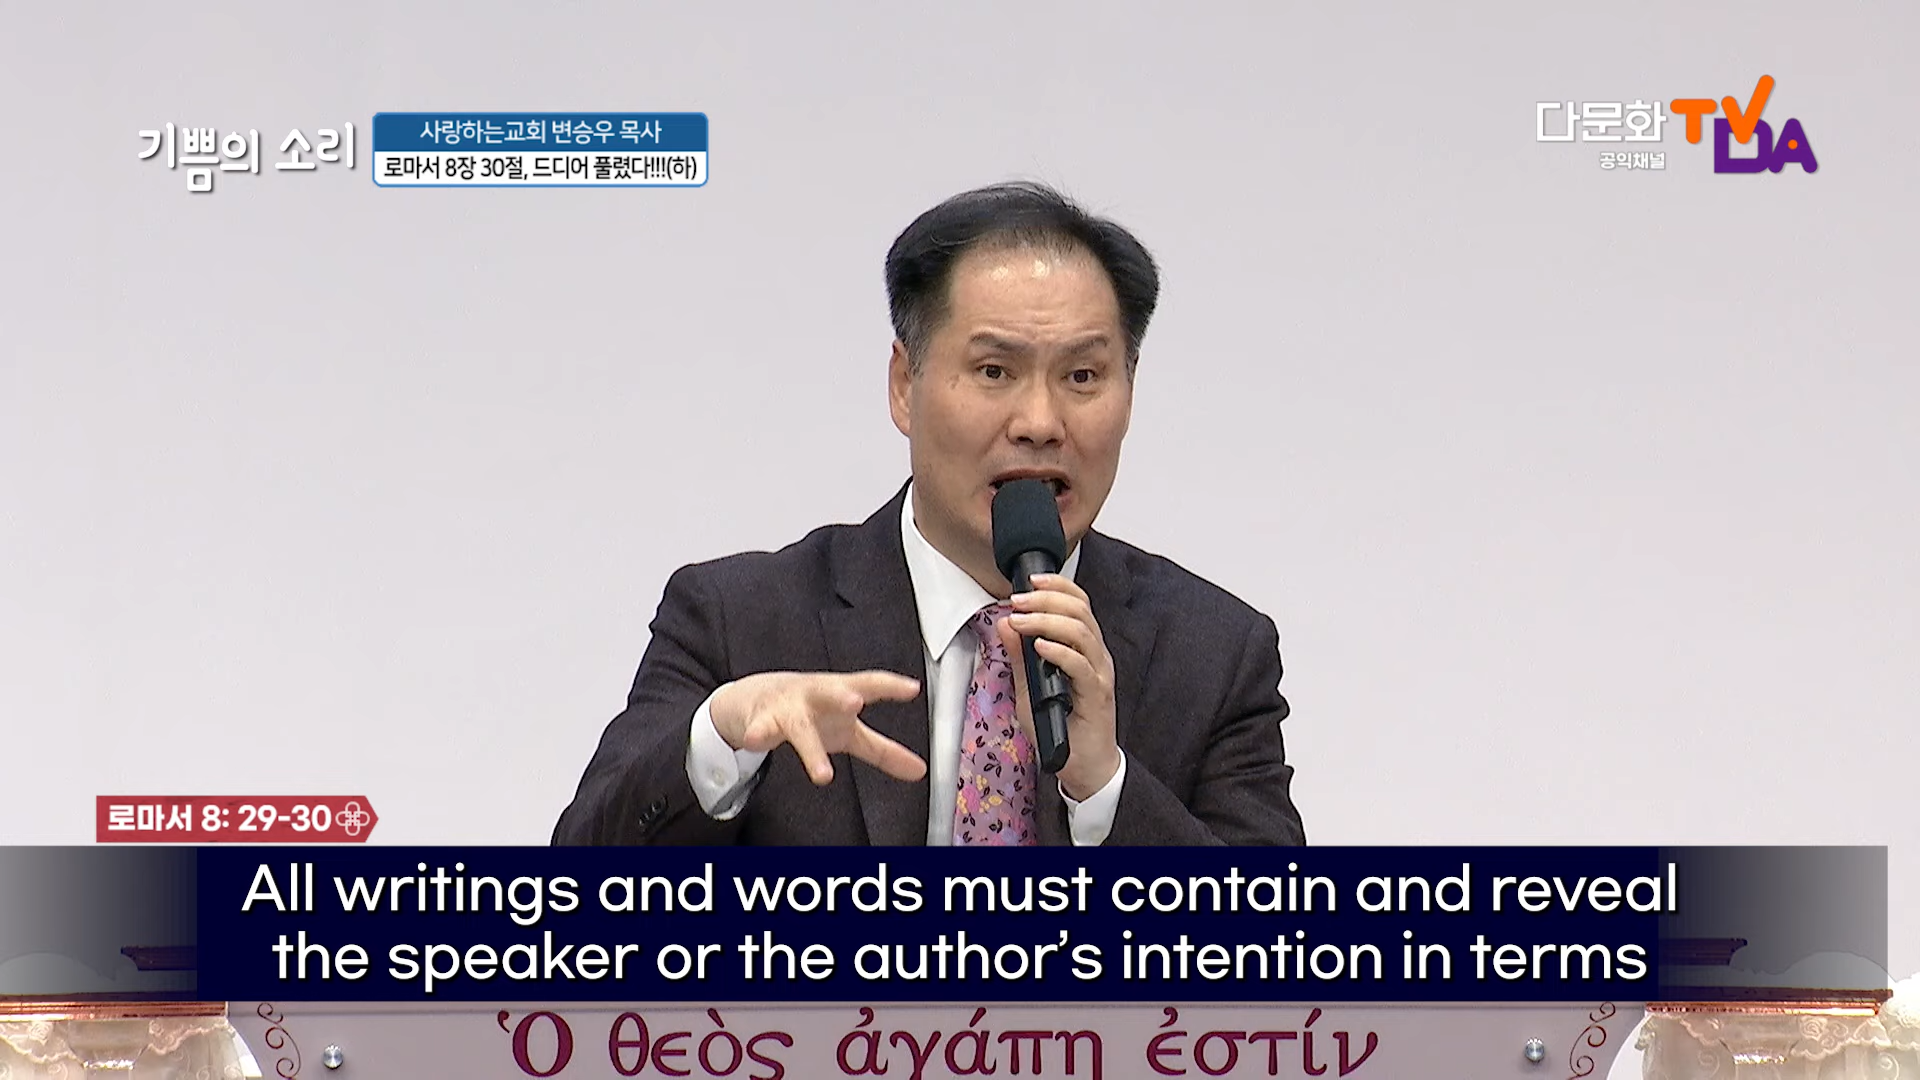 기쁨의 소리
사랑하는교회 변승우 목사
로마서 8장 30절, 드디어 풀렸다!!!(하)
다문화 TV
공익채널 DA
로마서 8: 29-30
All writings and words must contain and reveal
the speaker or the author's intention in terms
Ὁ θεὸς ἀγάπη ἐστίν